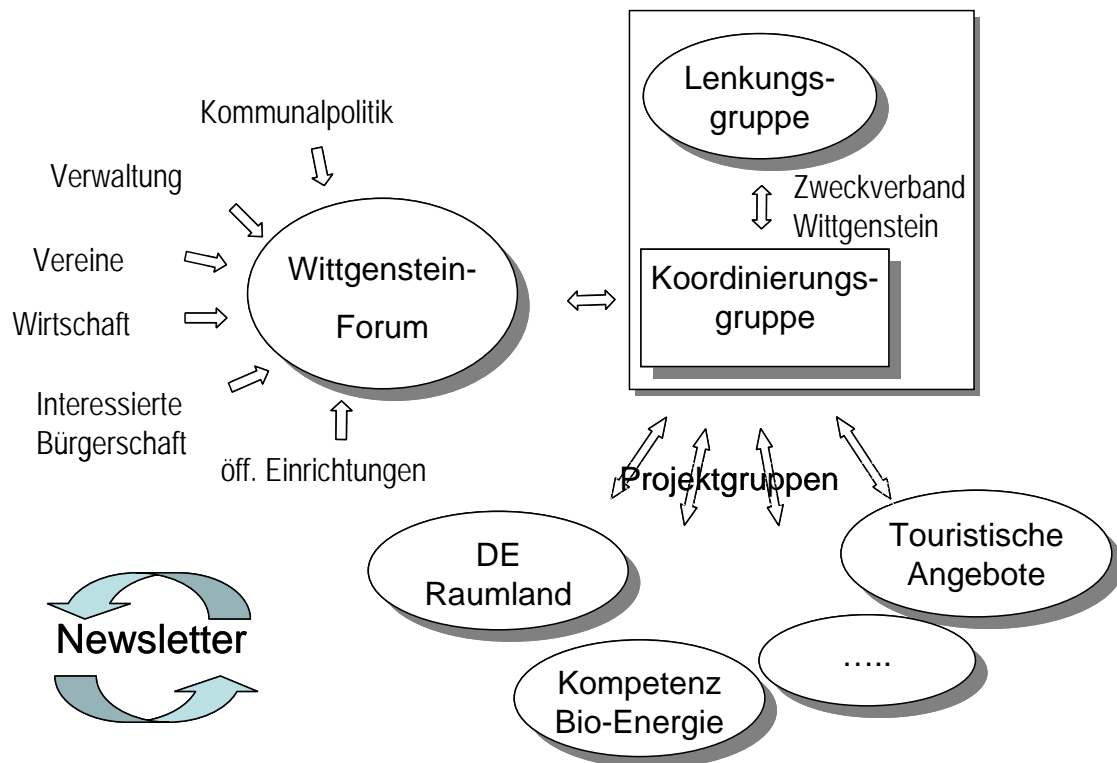 Kommunalpolitik
Verwaltung
Vereine
Wirtschaft
Interessierte
Bürgerschaft
öff. Einrichtungen
Wittgenstein-
Forum
Lenkungs-
gruppe
Zweckverband
Wittgenstein
Koordinierungs-
gruppe
Projektgruppen
DE
Raumland
Kompetenz
Bio-Energie
…..
Touristische
Angebote
Newsletter